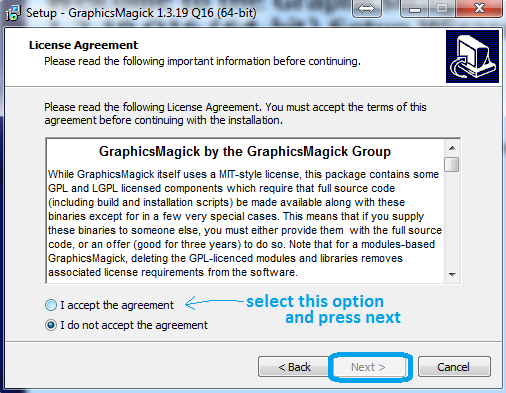 Setup - GraphicsMagick 1.3.19 Q16 (64-bit)
License Agreement
Please read the following important information before continuing.
Please read the following License Agreement. You must accept the terms of this
agreement before continuing with the installation.
GraphicsMagick by the GraphicsMagick Group
While GraphicsMagick itself uses a MIT-style license, this package contains some
GPL and LGPL licensed components which require that full source code
(including build and installation scripts) be made available along with these
binaries except for in a few very special cases. This means that if you supply
these binaries to someone else, you must either provide them  with the full source
code, or an offer (good for three years) to do so. Note that for a modules-based
GraphicsMagick, deleting the GPL-licenced modules and libraries removes
associated license requirements from the software.
I accept the agreement
select this option
and press next
I do not accept the agreement
< Back
Next >
Cancel